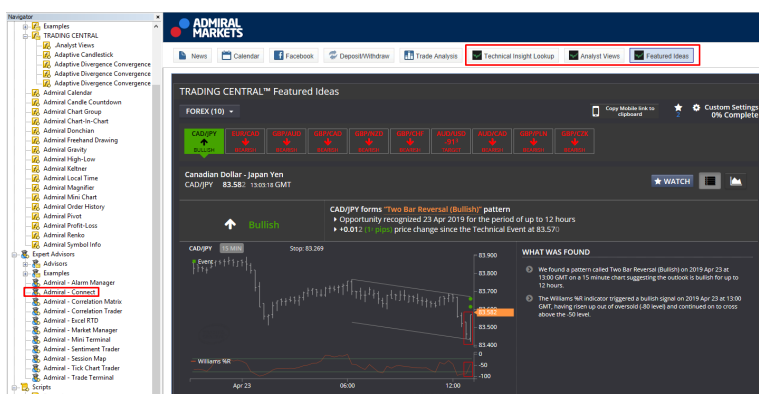 Navigator
Examples
TRADING CENTRAL
.Analyst Views
Adaptive Candlestick
Adaptive Divergence Convergence
Adaptive Divergence Convergence
Adaptive Divergence Convergence
Admiral Calendar
Admiral Candle Countdown
Admiral Chart Group
Admiral Chart-In-Chart
Admiral Donchian
Admiral Freehand Drawing
Admiral Gravity
Admiral High-Low
Admiral Keltner
Admiral Local Time
Admiral Magnifier
Admiral Mini Chart
Admiral Order History
Admiral Pivot
Admiral Profit-Loss
Admiral Renko
Admiral Symbol Info
Expert Advisors
Advisors
Examples
Admiral - Alarm Manager
Admiral - Connect
Admiral - Correlation Matrix
Admiral - Correlation Trader
Admiral - Excel RTD
Admiral - Market Manager
Admiral - Mini Terminal
Admiral - Sentiment Trader
Admiral - Session Map
Admiral - Tick Chart Trader
Admiral - Trade Terminal
Scripts
ADMIRAL
MARKETS
News
Calendar
Facebook
Deposit/Withdraw
Trade Analysis
Technical Insight Lookup
Analyst Views
Featured Ideas
TRADING CENTRAL™ Featured Ideas
FOREX (10)
Copy Mobile link to
clipboard
2
Custom Settings
0% Complete
CAD/JPY
BULLISH
EUR/CAD
GBP/AUD
GBP/CAD
GBP/NZD
GBP/CHF
AUD/USD
AUD/CAD
GBP/PLN
GBP/CZK
Canadian Dollar - Japan Yen
CAD/JPY 83.582 13:03:18 GMT
WATCH
Bullish
CAD/JPY forms "Two Bar Reversal (Bullish)" pattern
Opportunity recognized 23 Apr 2019 for the period of up to 12 hours
+0.012 (1+ pips) price change since the Technical Event at 83.570
CAD/JPY 15 MIN Stop: 83.269
Event
83.900
83.800
83.700
83.600
83.582
83.500
83.400
Williams %R
0
-50
-100
Apr 23
06:00
12:00
WHAT WAS FOUND
We found a pattern called Two Bar Reversal (Bullish) on 2019 Apr 23 at
13:00 GMT on a 15 minute chart suggesting the outlook is bullish for up to
12 hours.
The Williams %R indicator triggered a bullish signal on 2019 Apr 23 at 13:00
GMT, having risen up out of oversold (-80 level) and continued on to cross
above the -50 level.